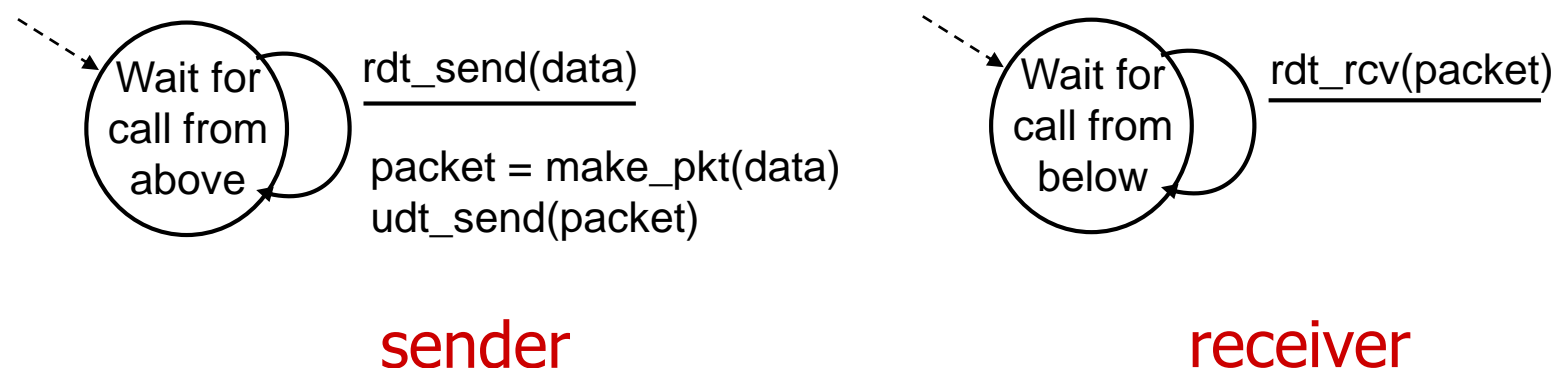 Wait for
call from
above
rdt_send(data)
packet = make_pkt(data)
udt_send(packet)
sender
Wait for
call from
below
rdt_rcv(packet)
receiver